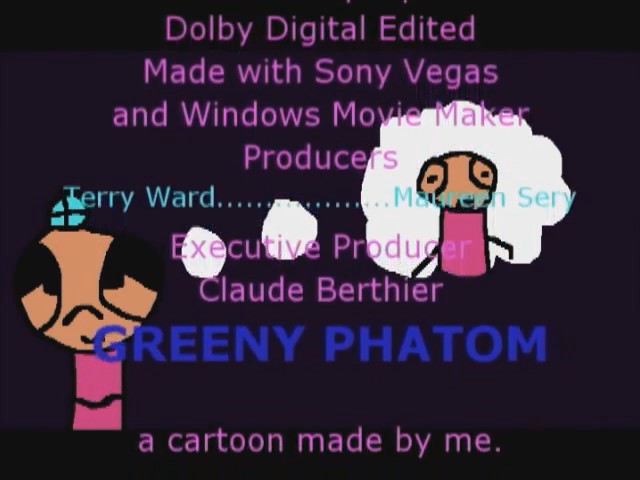 Dolby Digital Edited
Made with Sony Vegas
and Windows Movie Maker
Producers
Terry Ward..................Maureen Sery
Executive Producer
Claude Berthier
GREENY PHATOM
a cartoon made by me.